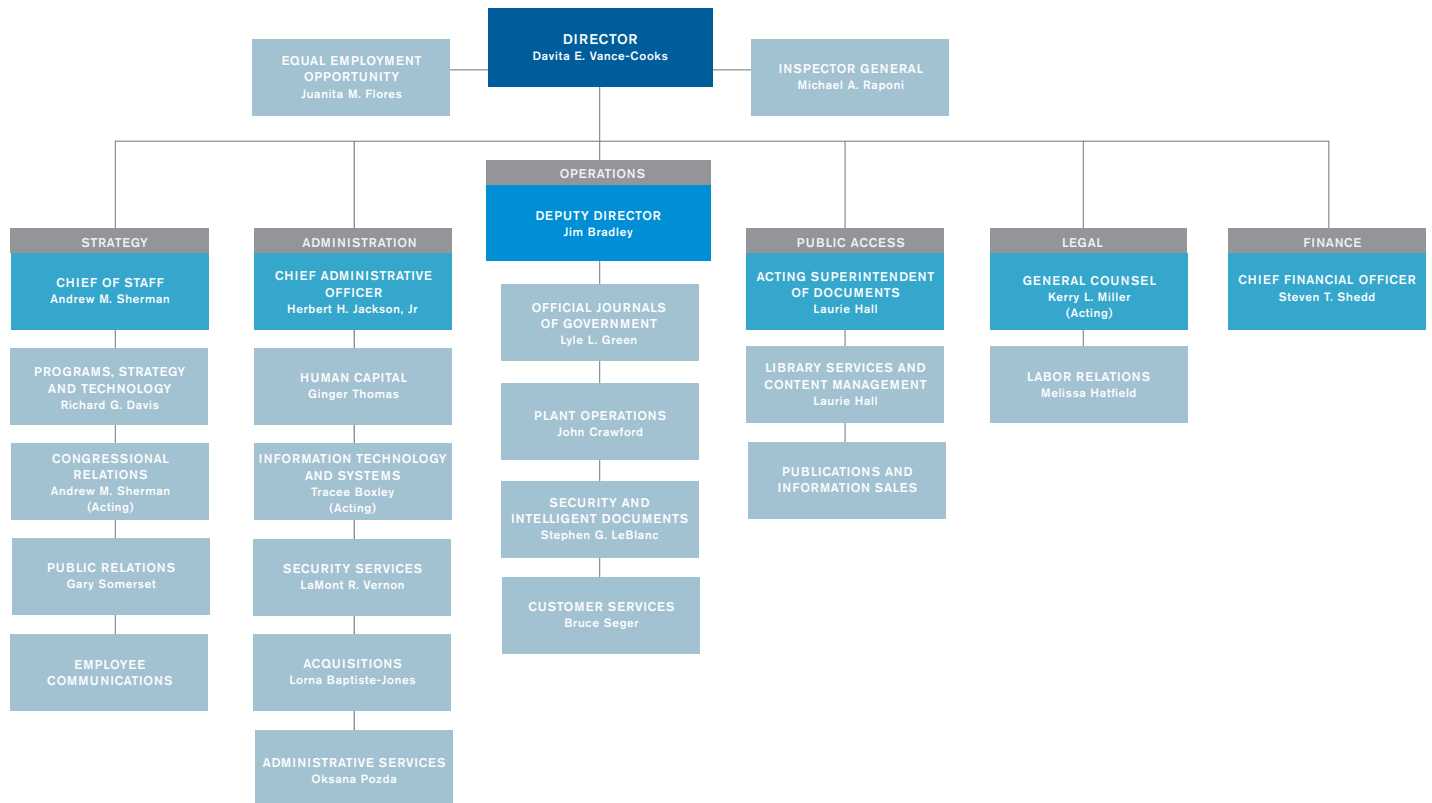 DIRECTOR
Davita E. Vance-Cooks
EQUAL EMPLOYMENT
OPPORTUNITY
Juanita M. Flores
INSPECTOR GENERAL
Michael A. Raponi
STRATEGY
CHIEF OF STAFF
Andrew M. Sherman
PROGRAMS, STRATEGY
AND TECHNOLOGY
Richard G. Davis
CONGRESSIONAL
RELATIONS
Andrew M. Sherman
(Acting)
PUBLIC RELATIONS
Gary Somerset
EMPLOYEE
COMMUNICATIONS
ADMINISTRATION
CHIEF ADMINISTRATIVE
OFFICER
Herbert H. Jackson, Jr
HUMAN CAPITAL
Ginger Thomas
INFORMATION TECHNOLOGY
AND SYSTEMS
Tracee Boxley
(Acting)
SECURITY SERVICES
LaMont R. Vernon
ACQUISITIONS
Lorna Baptiste-Jones
ADMINISTRATIVE SERVICES
Oksana Pozda
OPERATIONS
DEPUTY DIRECTOR
Jim Bradley
OFFICIAL JOURNALS
OF GOVERNMENT
Lyle L. Green
PLANT OPERATIONS
John Crawford
SECURITY AND
INTELLIGENT DOCUMENTS
Stephen G. LeBlanc
CUSTOMER SERVICES
Bruce Seger
PUBLIC ACCESS
ACTING SUPERINTENDENT
OF DOCUMENTS
Laurie Hall
LIBRARY SERVICES AND
CONTENT MANAGEMENT
Laurie Hall
PUBLICATIONS AND
INFORMATION SALES
LEGAL
GENERAL COUNSEL
Kerry L. Miller
(Acting)
LABOR RELATIONS
Melissa Hatfield
FINANCE
CHIEF FINANCIAL OFFICER
Steven T. Shedd